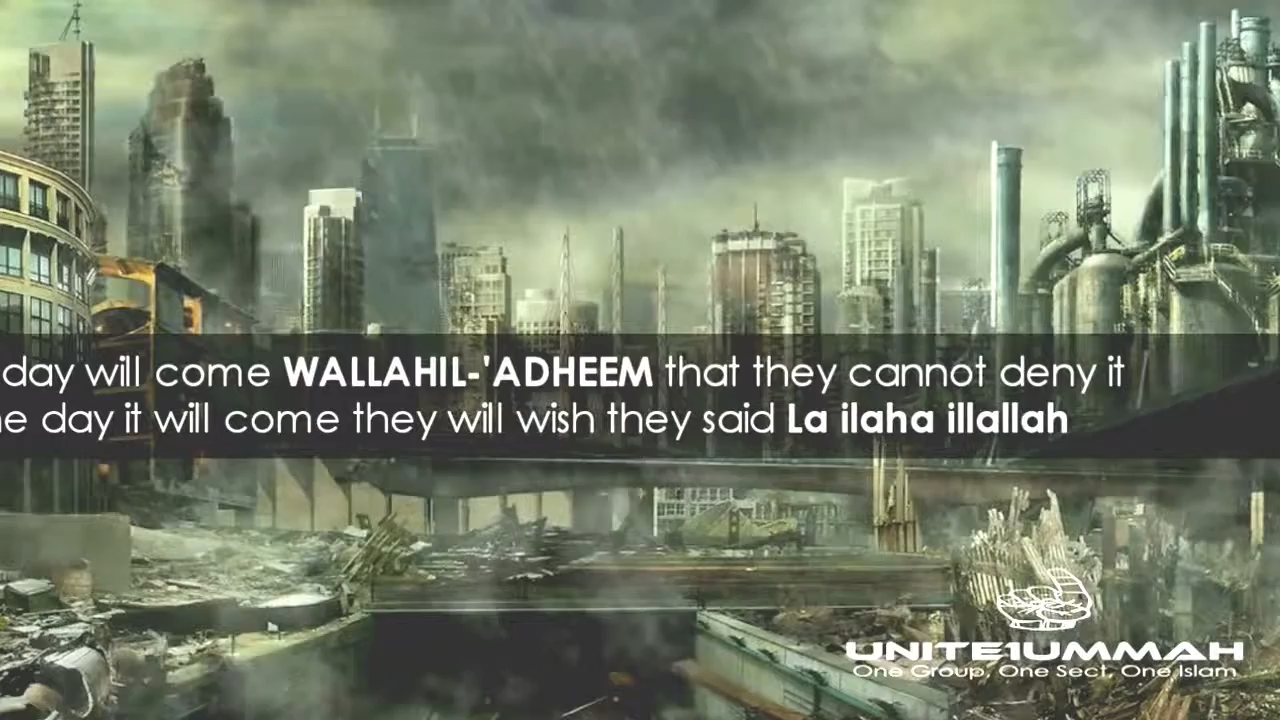 day will come WALLAHIL-'ADHEEM that they cannot deny it
day it will come they will wish they said La ilaha illallah
UNITE1UMMAH
One Group, One Sect, One Islam